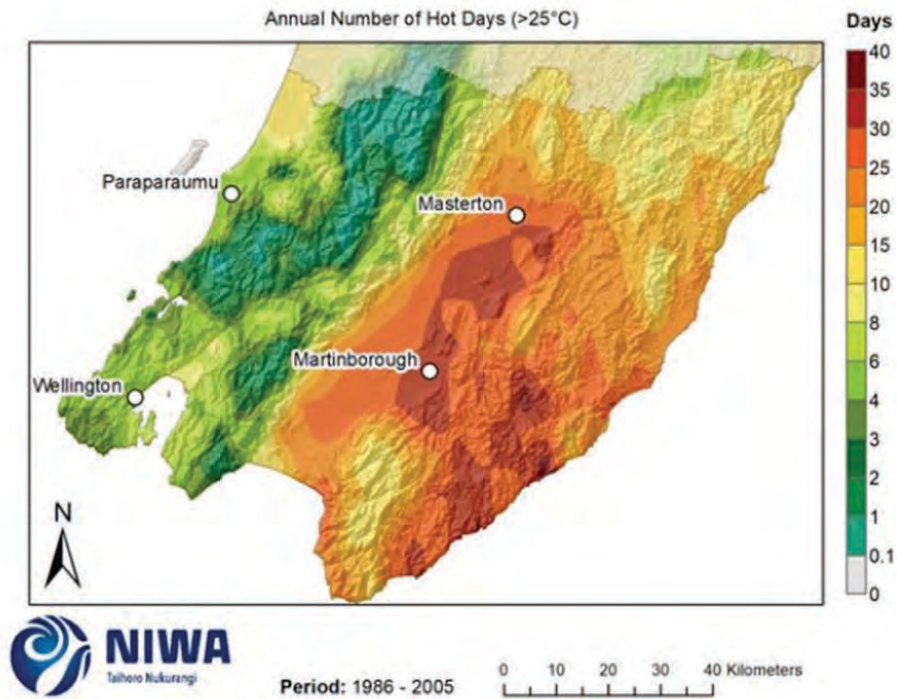 Annual Number of Hot Days (>25°C)
Days
40
35
30
25
20
15
10
8
6
4
3
2
1
0.1
0
Paraparaumu
Masterton
Martinborough
Wellington
N
NIWA
Taihoro Nukurangi
Period: 1986 - 2005
0 10 20 30 40 Kilometers